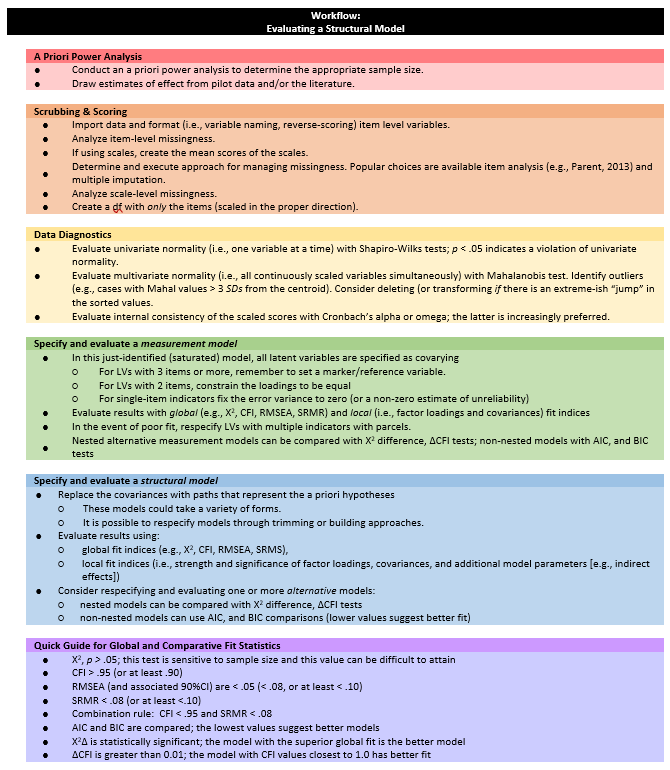 Workflow:
Evaluating a Structural Model
A Priori Power Analysis
● Conduct an a priori power analysis to determine the appropriate sample size.
● Draw estimates of effect from pilot data and/or the literature.
Scrubbing & Scoring
● Import data and format (i.e., variable naming, reverse-scoring) item level variables.
● Analyze item-level missingness.
● If using scales, create the mean scores of the scales.
● Determine and execute approach for managing missingness. Popular choices are available item analysis (e.g., Parent, 2013) and
multiple imputation.
● Analyze scale-level missingness.
● Create a df with only the items (scaled in the proper direction).
Data Diagnostics
● Evaluate univariate normality (i.e., one variable at a time) with Shapiro-Wilks tests; p < .05 indicates a violation of univariate
normality.
● Evaluate multivariate normality (i.e., all continuously scaled variables simultaneously) with Mahalanobis test. Identify outliers
(e.g., cases with Mahal values > 3 SDs from the centroid). Consider deleting (or transforming if there is an extreme-ish “jump” in
the sorted values.
● Evaluate internal consistency of the scaled scores with Cronbach’s alpha or omega; the latter is increasingly preferred.
Specify and evaluate a measurement model
● In this just-identified (saturated) model, all latent variables are specified as covarying
○ For LVs with 3 items or more, remember to set a marker/reference variable.
○ For LVs with 2 items, constrain the loadings to be equal
○ For single-item indicators fix the error variance to zero (or a non-zero estimate of unreliability)
● Evaluate results with global (e.g., X², CFI, RMSEA, SRMR) and local (i.e., factor loadings and covariances) fit indices
● In the event of poor fit, respecify LVs with multiple indicators with parcels.
● Nested alternative measurement models can be compared with X² difference, ΔCFI tests; non-nested models with AIC, and BIC
tests
Specify and evaluate a structural model
● Replace the covariances with paths that represent the a priori hypotheses
○ These models could take a variety of forms.
○ It is possible to respecify models through trimming or building approaches.
● Evaluate results using:
○ global fit indices (e.g., X², CFI, RMSEA, SRMS),
○ local fit indices (i.e., strength and significance of factor loadings, covariances, and additional model parameters [e.g., indirect
effects])
● Consider respecifying and evaluating one or more alternative models:
○ nested models can be compared with X² difference, ΔCFI tests
○ non-nested models can use AIC, and BIC comparisons (lower values suggest better fit)
Quick Guide for Global and Comparative Fit Statistics
● X², p > .05; this test is sensitive to sample size and this value can be difficult to attain
● CFI > .95 (or at least .90)
● RMSEA (and associated 90%CI) are < .05 (< .08, or at least < .10)
● SRMR < .08 (or at least <.10)
● Combination rule: CFI < .95 and SRMR < .08
● AIC and BIC are compared; the lowest values suggest better models
● X²Δ is statistically significant; the model with the superior global fit is the better model
● ΔCFI is greater than 0.01; the model with CFI values closest to 1.0 has better fit